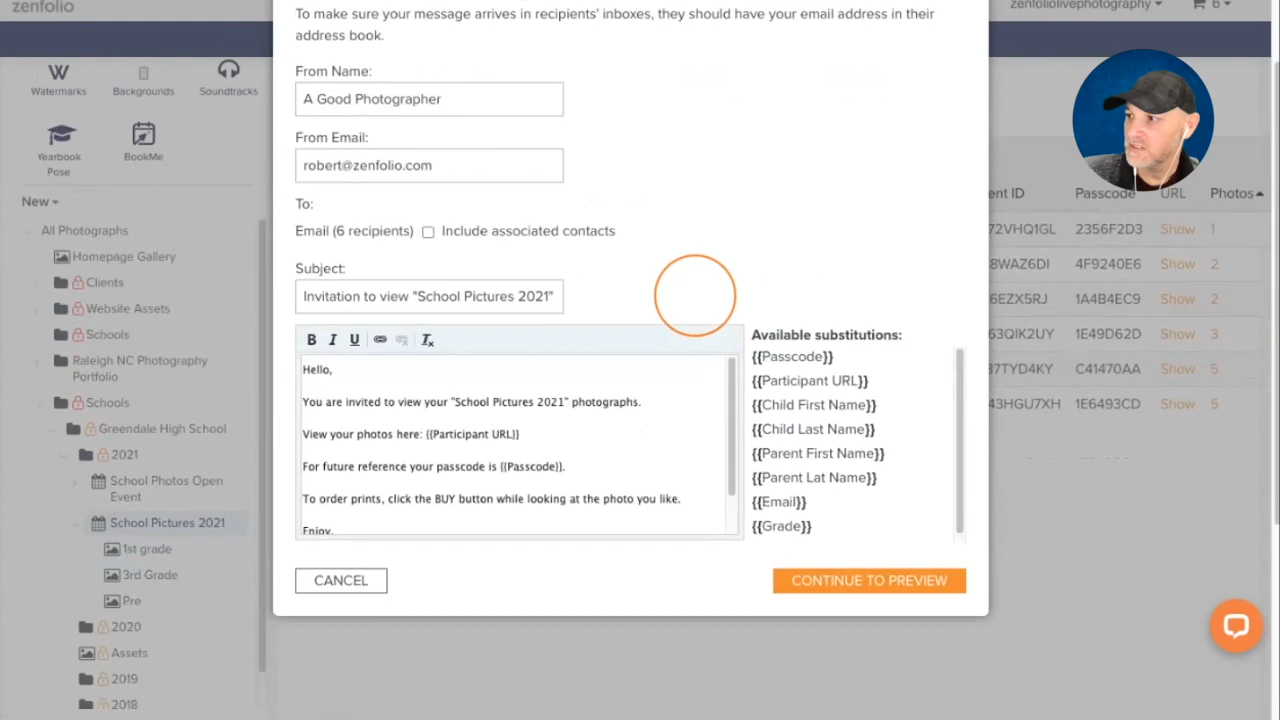 zenfolio
zenfoliolivephotography
6
To make sure your message arrives in recipients' inboxes, they should have your email address in their
address book.
Watermarks
Backgrounds
Soundtracks
Yearbook
Pose
BookMe
New
All Photographs
Homepage Gallery
Clients
Website Assets
Schools
Raleigh NC Photography
Portfolio
Schools
Greendale High School
2021
School Photos Open
Event
School Pictures 2021
1st grade
3rd Grade
Pre
2020
Assets
2019
2018
From Name:
A Good Photographer
From Email:
robert@zenfolio.com
To:
Email (6 recipients) Include associated contacts
Subject:
Invitation to view "School Pictures 2021"
B I U Tx
Hello,
You are invited to view your "School Pictures 2021" photographs.
View your photos here: {{Participant URL}}
For future reference your passcode is {{Passcode}}.
To order prints, click the BUY button while looking at the photo you like.
Enjoy,
Available substitutions:
{{Passcode}}
{{Participant URL}}
{{Child First Name}}
{{Child Last Name}}
{{Parent First Name}}
{{Parent Lat Name}}
{{Email}}
{{Grade}}
CANCEL
CONTINUE TO PREVIEW
ent ID Passcode URL Photos
72VHQ1GL 2356F2D3 Show 1
8WAZ6DI 4F9240E6 Show 2
6EZX5RJ 1A4B4EC9 Show 2
63QIK2UY 1E49D62D Show 3
37TYD4KY C41470AA Show 5
43HGU7XH 1E6493CD Show 5